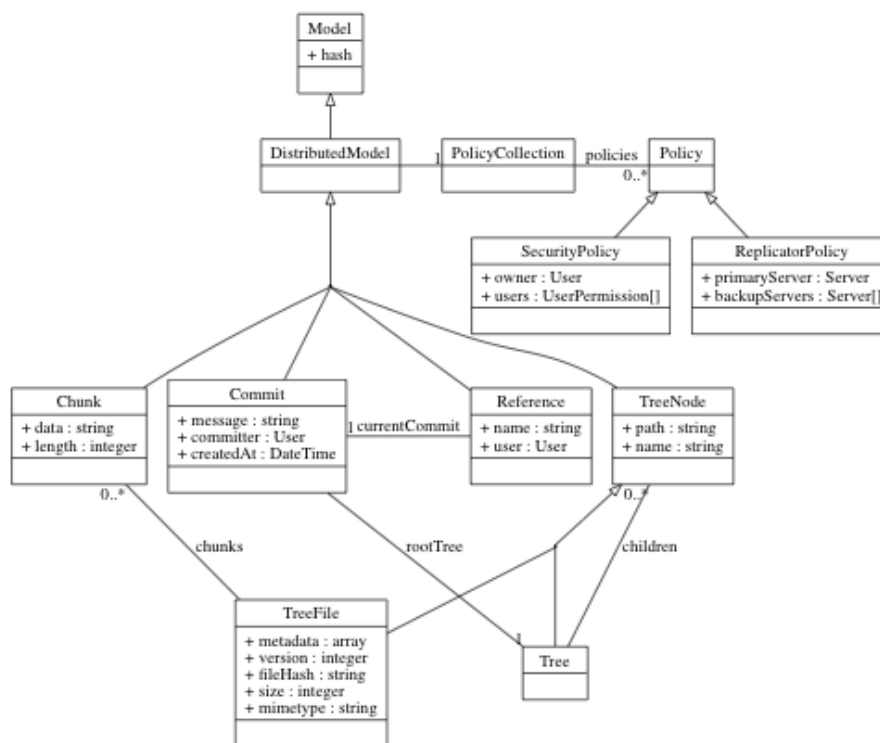 Model
+ hash
DistributedModel
1
PolicyCollection
policies
0..*
Policy
SecurityPolicy
+ owner : User
+ users : UserPermission[]
ReplicatorPolicy
+ primaryServer : Server
+ backupServers : Server[]
Chunk
+ data : string
+ length : integer
0..*
Commit
+ message : string
+ committer : User
+ createdAt : DateTime
1 currentCommit
Reference
+ name : string
+ user : User
TreeNode
+ path : string
+ name : string
0..*
chunks
rootTree
children
TreeFile
+ metadata : array
+ version : integer
+ fileHash : string
+ size : integer
+ mimetype : string
1
Tree